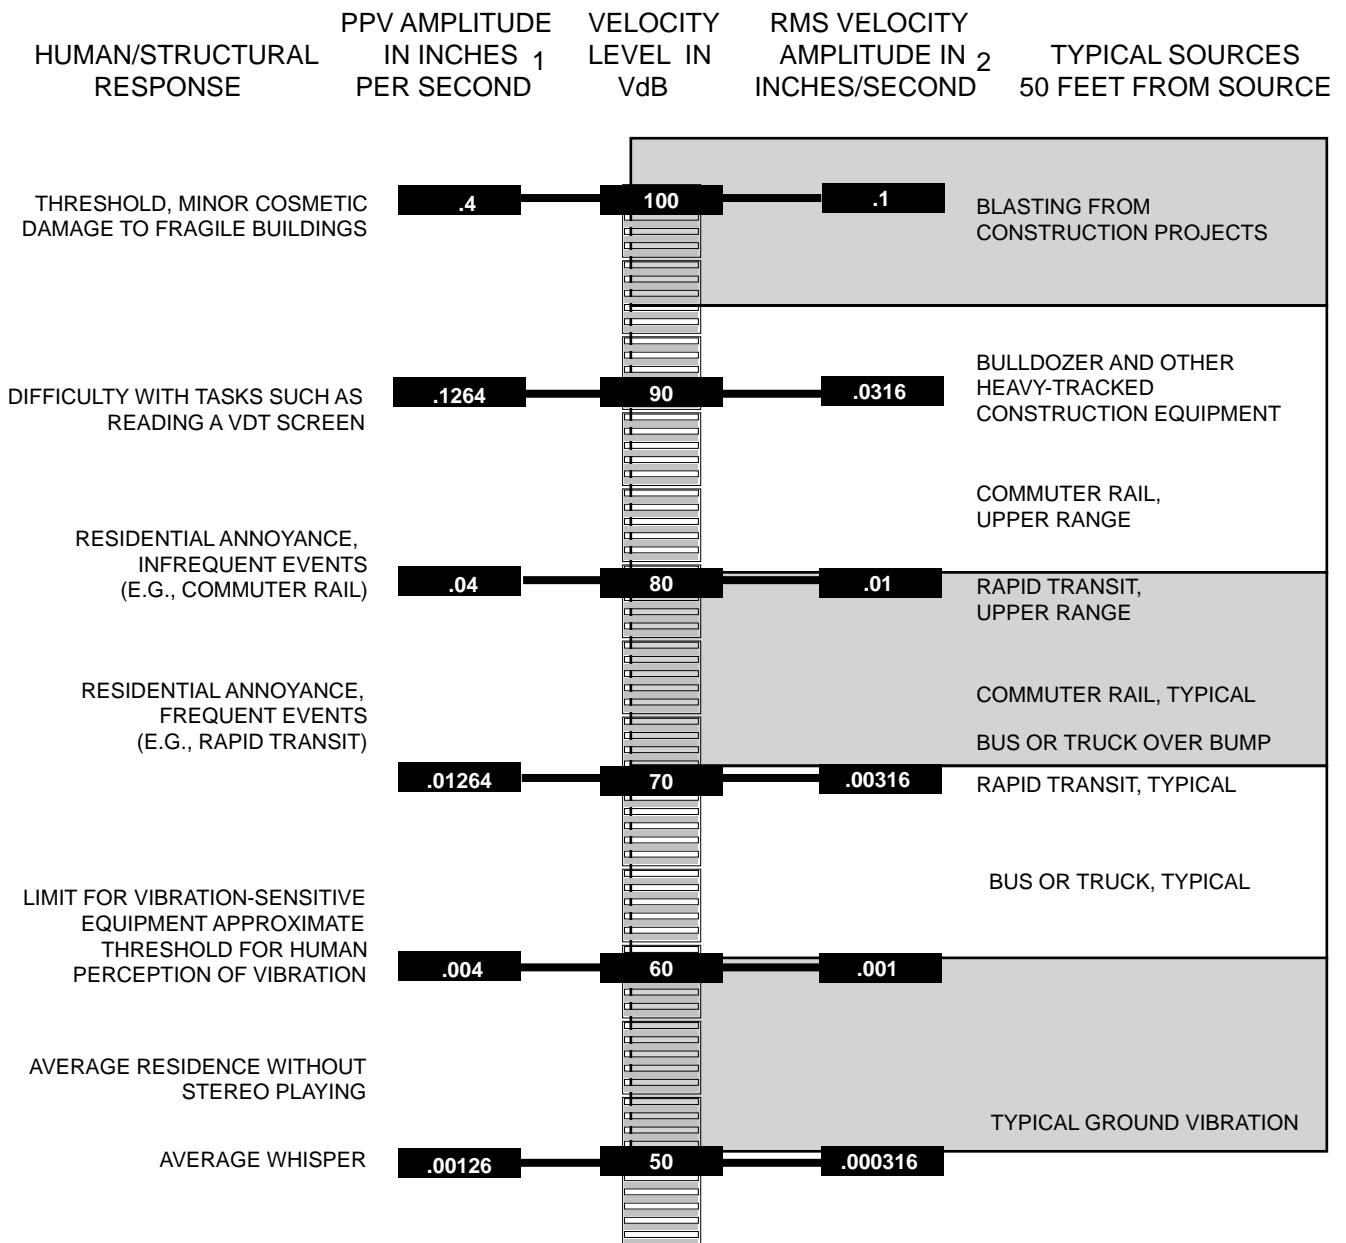 HUMAN/STRUCTURAL
RESPONSE
PPV AMPLITUDE
IN INCHES 1
PER SECOND
VELOCITY
LEVEL IN
VdB
RMS VELOCITY
AMPLITUDE IN 2
INCHES/SECOND
TYPICAL SOURCES
50 FEET FROM SOURCE
THRESHOLD, MINOR COSMETIC
DAMAGE TO FRAGILE BUILDINGS
.4
100
.1
BLASTING FROM
CONSTRUCTION PROJECTS
DIFFICULTY WITH TASKS SUCH AS
READING A VDT SCREEN
.1264
90
.0316
BULLDOZER AND OTHER
HEAVY-TRACKED
CONSTRUCTION EQUIPMENT
COMMUTER RAIL,
UPPER RANGE
RESIDENTIAL ANNOYANCE,
INFREQUENT EVENTS
(E.G., COMMUTER RAIL)
.04
80
.01
RAPID TRANSIT,
UPPER RANGE
RESIDENTIAL ANNOYANCE,
FREQUENT EVENTS
(E.G., RAPID TRANSIT)
COMMUTER RAIL, TYPICAL
BUS OR TRUCK OVER BUMP
.01264
70
.00316
RAPID TRANSIT, TYPICAL
BUS OR TRUCK, TYPICAL
LIMIT FOR VIBRATION-SENSITIVE
EQUIPMENT APPROXIMATE
THRESHOLD FOR HUMAN
PERCEPTION OF VIBRATION
.004
60
.001
AVERAGE RESIDENCE WITHOUT
STEREO PLAYING
TYPICAL GROUND VIBRATION
AVERAGE WHISPER
.00126
50
.000316